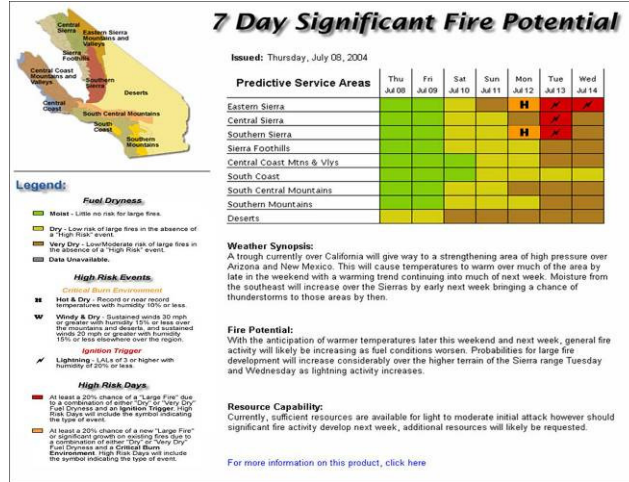 7 Day Significant Fire Potential
Central Sierra
Eastern Sierra Mountains and Valleys
Sierra Foothills
Central Coast Mountains and Valleys
Southern Sierra
Deserts
Central Coast
South Central Mountains
South Coast
Southern Mountains
Issued: Thursday, July 08, 2004
Predictive Service Areas Thu Jul 08 Fri Jul 09 Sat Jul 10 Sun Jul 11 Mon Jul 12 Tue Jul 13 Wed Jul 14
Eastern Sierra H
Central Sierra
Southern Sierra H
Sierra Foothills
Central Coast Mtns & Vlys
South Coast
South Central Mountains
Southern Mountains
Deserts
Legend:
Fuel Dryness
Moist - Little no risk for large fires.
Dry - Low risk of large fires in the absence of
a "High Risk" event.
Very Dry - Low/Moderate risk of large fires in
the absence of a "High Risk" event.
Data Unavailable.
High Risk Events
Critical Burn Environment
H Hot & Dry - Record or near record
temperatures with humidity 10% or less.
W Windy & Dry - Sustained winds 30 mph
or greater with humidity 15% or less over
the mountains and deserts, and sustained
winds 20 mph or greater with humidity
15% or less elsewhere over the region.
Ignition Trigger
Lightning - LALs of 3 or higher with
humidity of 20% or less.
High Risk Days
At least a 20% chance of a "Large Fire" due
to a combination of either "Dry" or "Very Dry"
Fuel Dryness and an Ignition Trigger. High
Risk Days will include the symbol indicating
the type of event.
At least a 20% chance of a new "Large Fire"
or significant growth on existing fires due to
a combination of either "Dry" or "Very Dry"
Fuel Dryness and a Critical Burn
Environment. High Risk Days will include
the symbol indicating the type of event.
Weather Synopsis:
A trough currently over California will give way to a strengthening area of high pressure over
Arizona and New Mexico. This will cause temperatures to warm over much of the area by
late in the weekend with a warming trend continuing into much of next week. Moisture from
the southeast will increase over the Sierras by early next week bringing a chance of
thunderstorms to those areas by then.
Fire Potential:
With the anticipation of warmer temperatures later this weekend and next week, general fire
activity will likely be increasing as fuel conditions worsen. Probabilities for large fire
development will increase considerably over the higher terrain of the Sierra range Tuesday
and Wednesday as lightning activity increases.
Resource Capability:
Currently, sufficient resources are available for light to moderate initial attack however should
significant fire activity develop next week, additional resources will likely be requested.
For more information on this product, click here